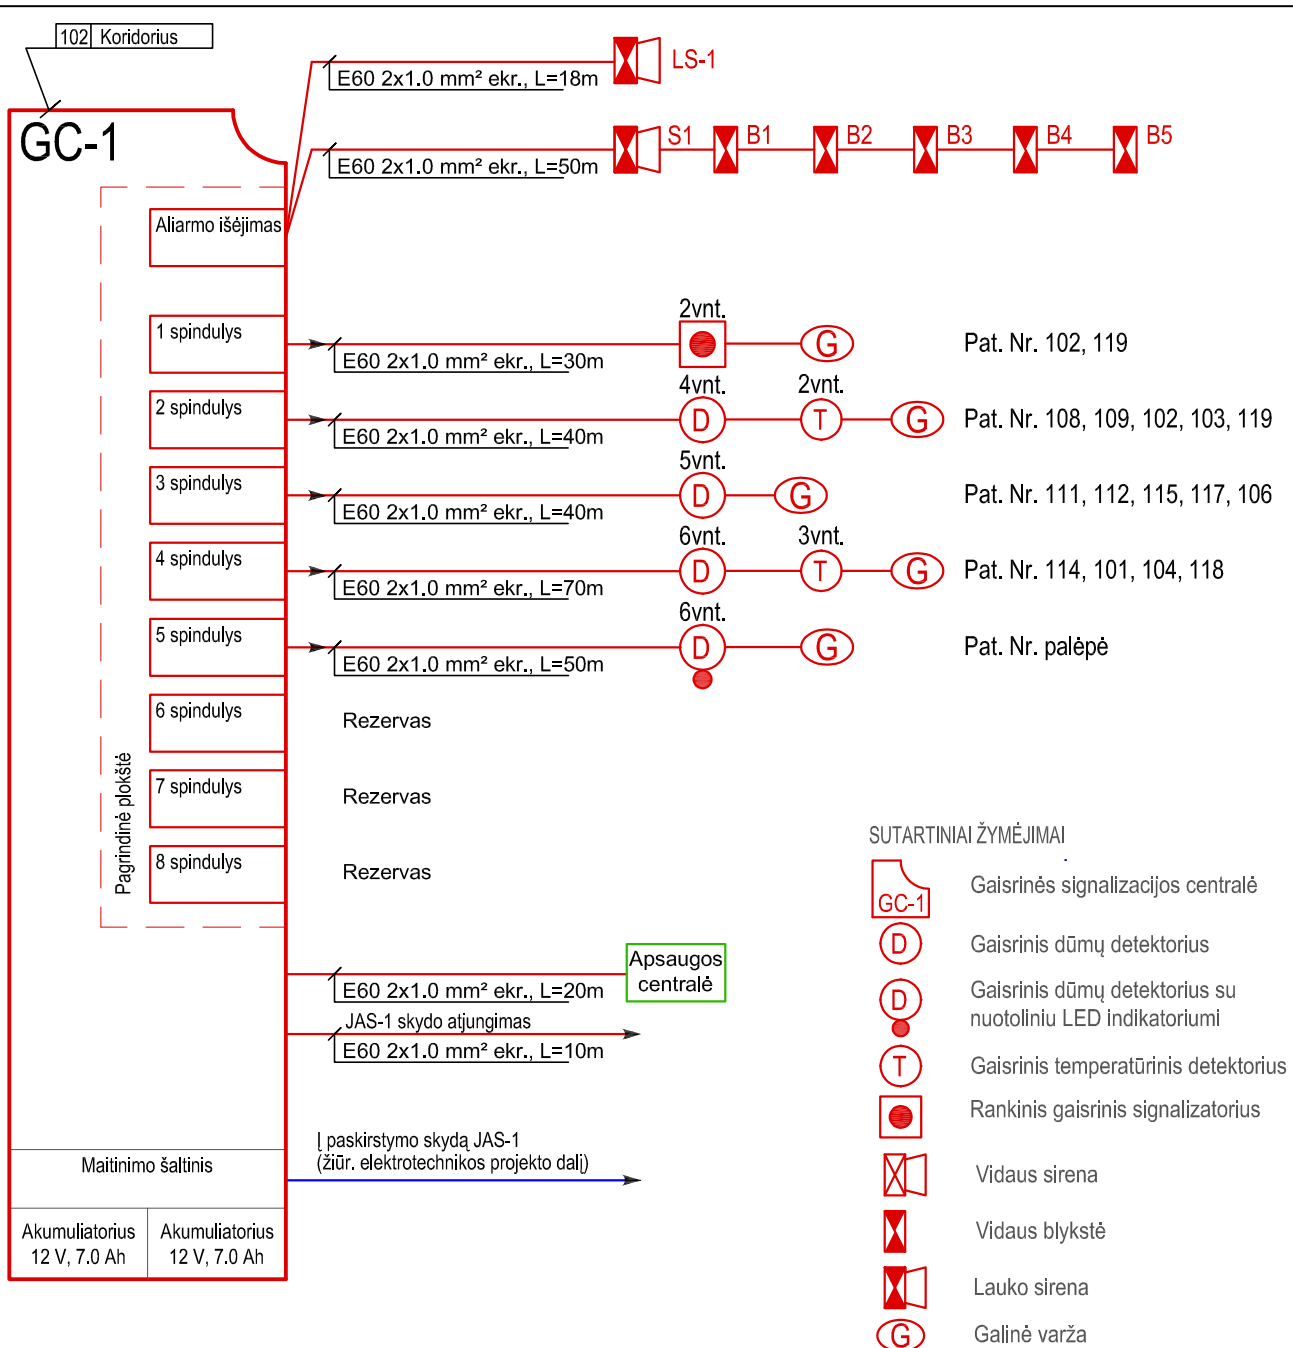 102 Koridorius
GC-1
LS-1
E60 2x1.0 mm² ekr., L=18m
S1 B1 B2 B3 B4 B5
E60 2x1.0 mm² ekr., L=50m
Aliarmo išėjimas
1 spindulys
E60 2x1.0 mm² ekr., L=30m
2vnt.
G
Pat. Nr. 102, 119
2 spindulys
E60 2x1.0 mm² ekr., L=40m
4vnt. 2vnt.
D T G
Pat. Nr. 108, 109, 102, 103, 119
3 spindulys
E60 2x1.0 mm² ekr., L=40m
5vnt.
D G
Pat. Nr. 111, 112, 115, 117, 106
4 spindulys
E60 2x1.0 mm² ekr., L=70m
6vnt. 3vnt.
D T G
Pat. Nr. 114, 101, 104, 118
5 spindulys
E60 2x1.0 mm² ekr., L=50m
6vnt.
D G
Pat. Nr. palėpė
6 spindulys
Rezervas
7 spindulys
Rezervas
8 spindulys
Rezervas
Pagrindinė plokštė
E60 2x1.0 mm² ekr., L=20m
Apsaugos
centralė
JAS-1 skydo atjungimas
E60 2x1.0 mm² ekr., L=10m
Į paskirstymo skydą JAS-1
(žiūr. elektrotechnikos projekto dalį)
Maitinimo šaltinis
Akumuliatorius
12 V, 7.0 Ah
Akumuliatorius
12 V, 7.0 Ah
SUTARTINIAI ŽYMĖJIMAI
GC-1
Gaisrinės signalizacijos centralė
D
Gaisrinis dūmų detektorius
D
Gaisrinis dūmų detektorius su
nuotoliniu LED indikatoriumi
T
Gaisrinis temperatūrinis detektorius
Rankinis gaisrinis signalizatorius
Vidaus sirena
Vidaus blykstė
Lauko sirena
G
Galinė varža